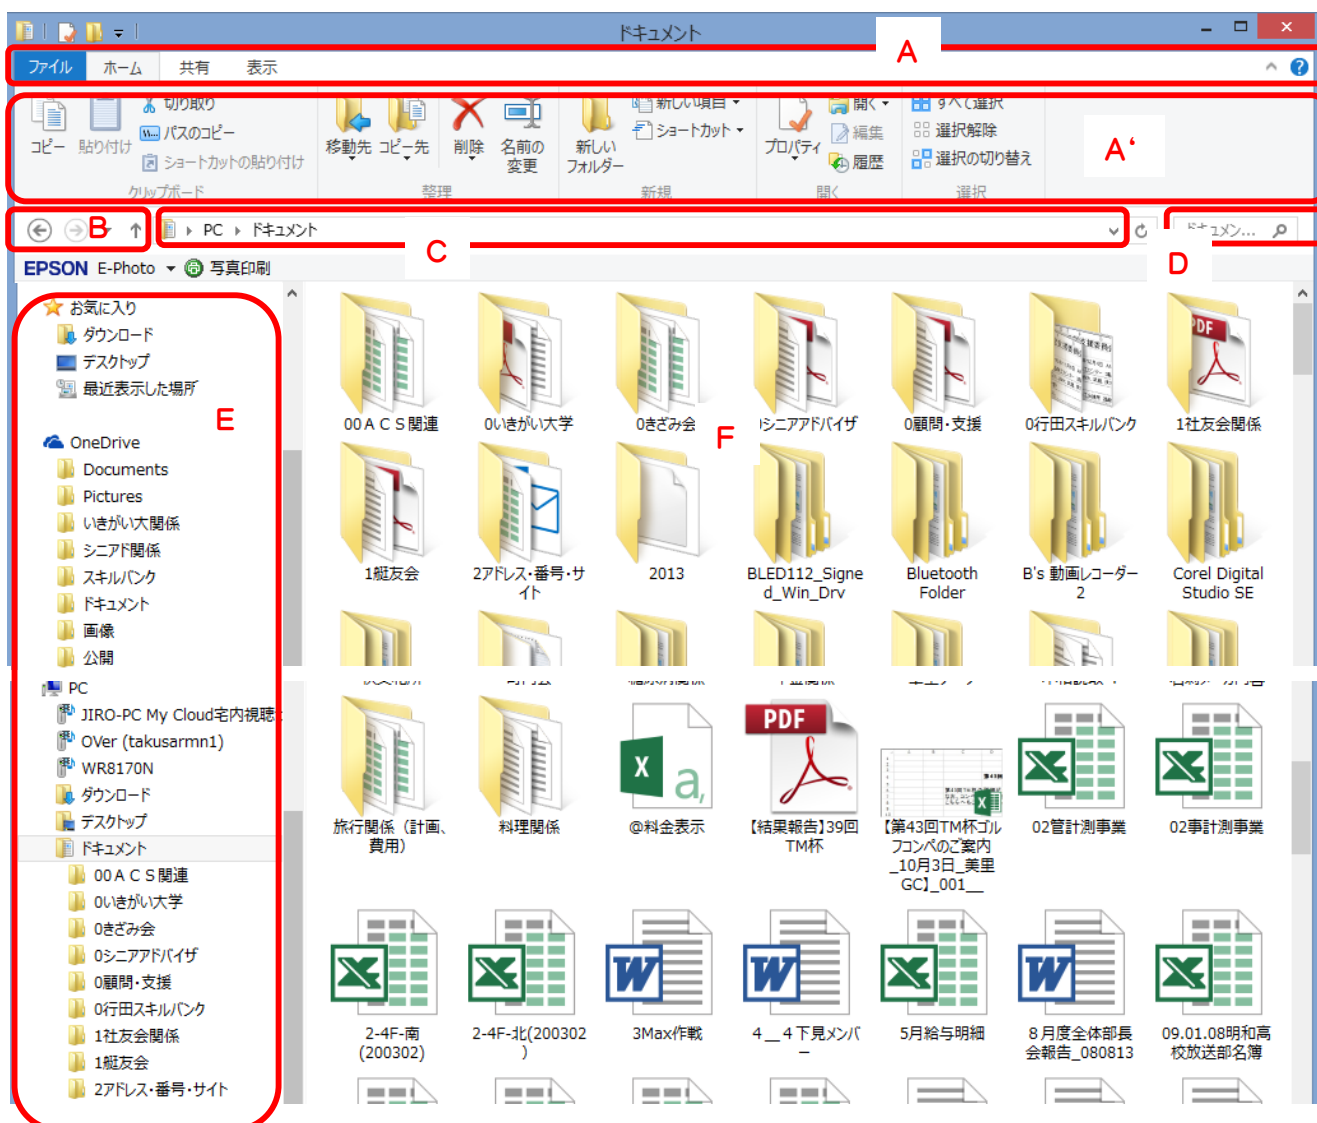 ドキュメント
A
ファイル ホーム 共有 表示
切り取り
パスのコピー
コピー 貼り付け
ショートカットの貼り付け
クリップボード
移動先 コピー先 削除 名前の
変更
整理
新しい項目
ショートカット
新しい
フォルダー
新規
プロパティ
開く
編集
履歴
開く
すべて選択
選択解除
選択の切り替え
選択
A‘
B
PC ドキュメント
C
ドキュメン...
D
EPSON E-Photo 写真印刷
お気に入り
ダウンロード
デスクトップ
最近表示した場所
E
OneDrive
Documents
Pictures
いきがい大関係
シニアド関係
スキルバンク
ドキュメント
画像
公開
PC
JIRO-PC My Cloud宅内視聴
OVer (takusarmn1)
WR8170N
ダウンロード
デスクトップ
ドキュメント
00ACS関連
0いきがい大学
0きざみ会
0シニアアドバイザ
0顧問・支援
0行田スキルバンク
1社友会関係
1艇友会
2アドレス・番号・サイト
00ACS関連 0いきがい大学 0きざみ会 0シニアアドバイザ 0顧問・支援 0行田スキルバンク 1社友会関係
F
1艇友会 2アドレス・番号・サ
イト
2013 BLED112_Signe
d_Win_Drv
Bluetooth
Folder
B's 動画レコーダー
2
Corel Digital
Studio SE
旅行関係（計画、
費用）
料理関係
@料金表示
【結果報告】39回
TM杯
【第43回TM杯ゴル
フコンペのご案内
_10月3日_美里
GC】_001__
02管計測事業
02事計測事業
2-4F-南
(200302)
2-4F-北(200302
)
3Max作戦
4__4下見メンバ
ー
5月給与明細
8月度全体部長
会報告_080813
09.01.08明和高
校放送部名簿